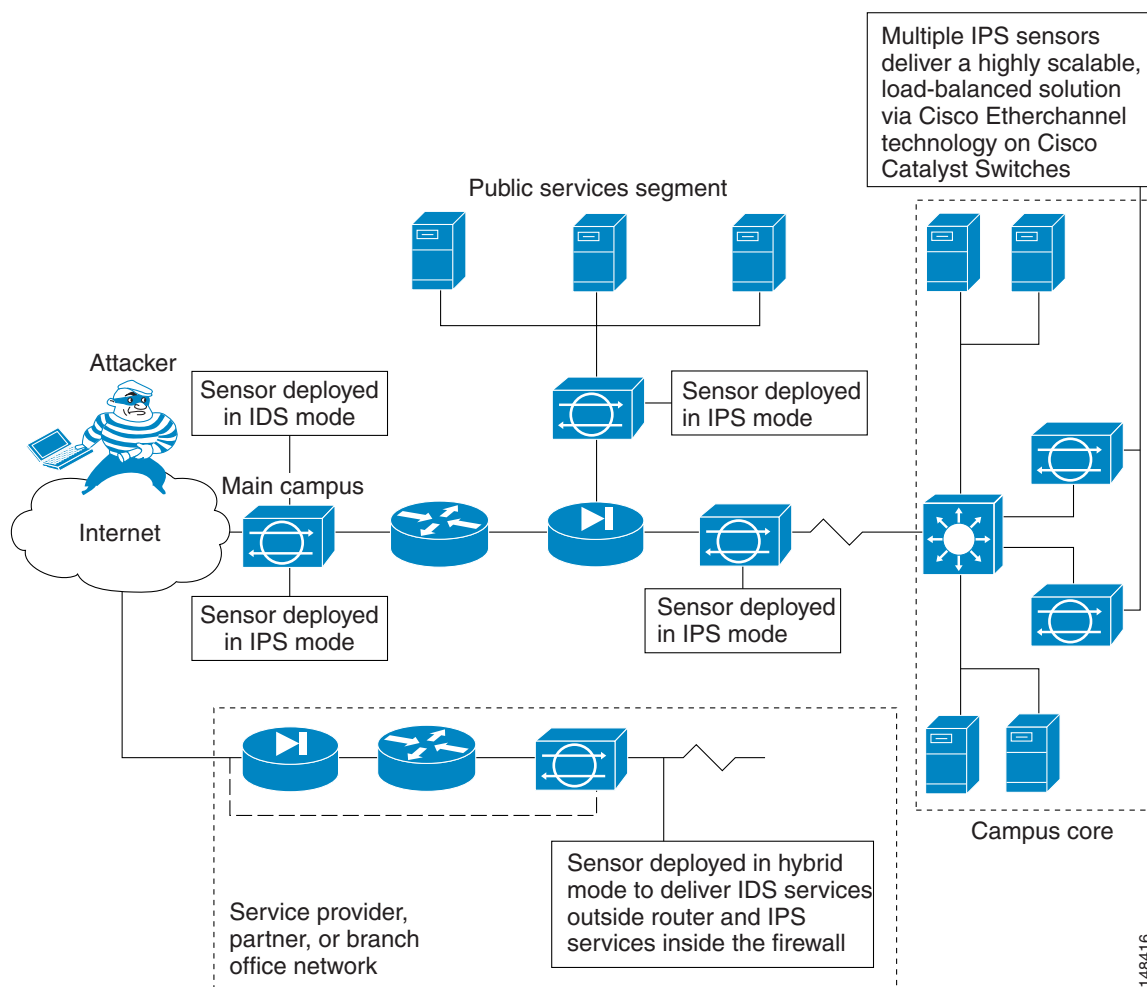 Multiple IPS sensors
deliver a highly scalable,
load-balanced solution
via Cisco Etherchannel
technology on Cisco
Catalyst Switches
Public services segment
Attacker
Sensor deployed
in IDS mode
Sensor deployed
in IPS mode
Main campus
Internet
Sensor deployed
in IPS mode
Sensor deployed
in IPS mode
Campus core
Sensor deployed in hybrid
mode to deliver IDS services
outside router and IPS
services inside the firewall
Service provider,
partner, or branch
office network
148416